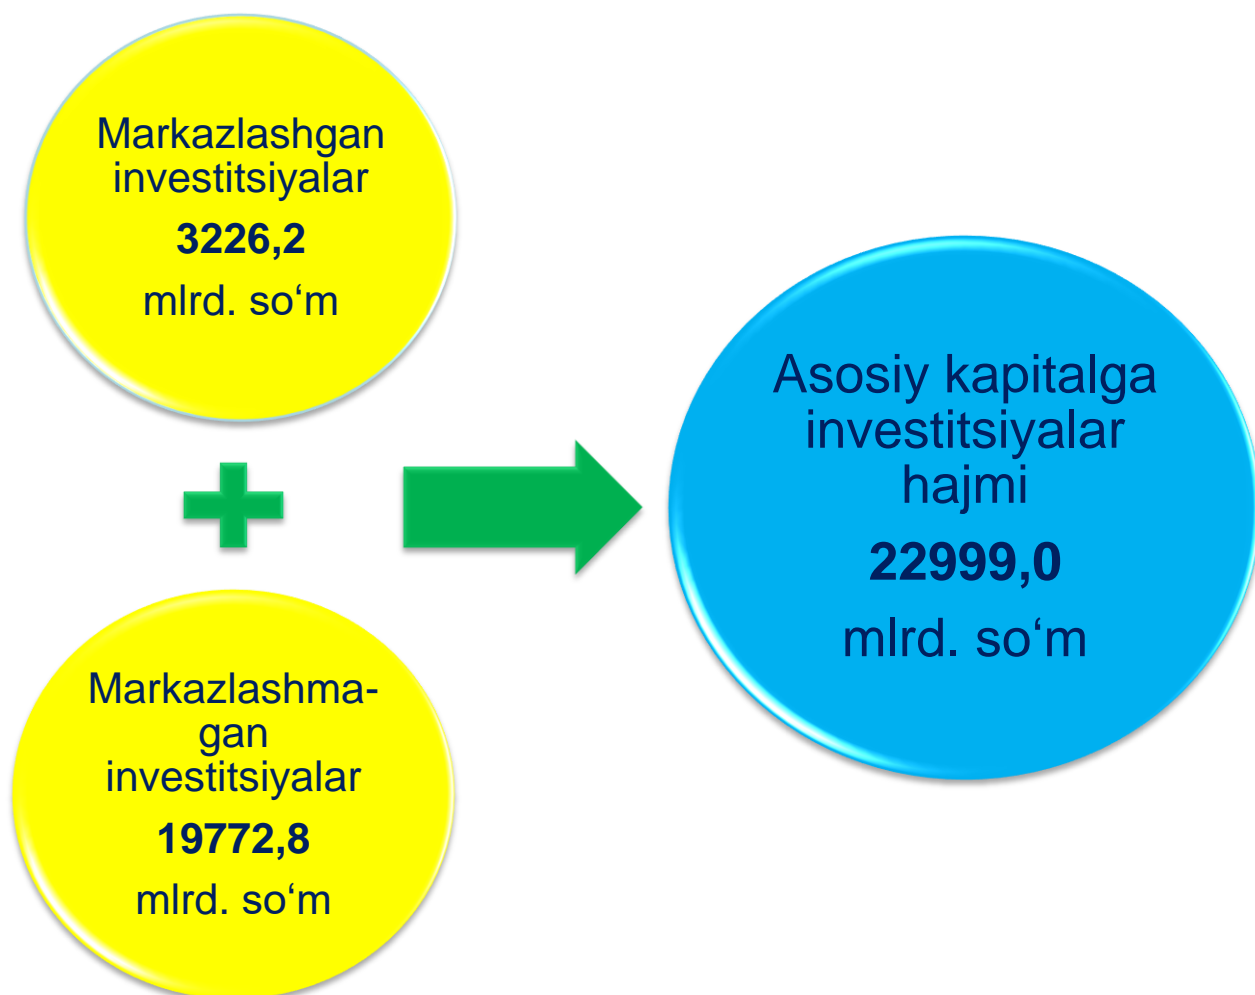 Markazlashgan
investitsiyalar
3226,2
mlrd. so‘m
Markazlashma-
gan
investitsiyalar
19772,8
mlrd. so‘m
Asosiy kapitalga
investitsiyalar
hajmi
22999,0
mlrd. so‘m